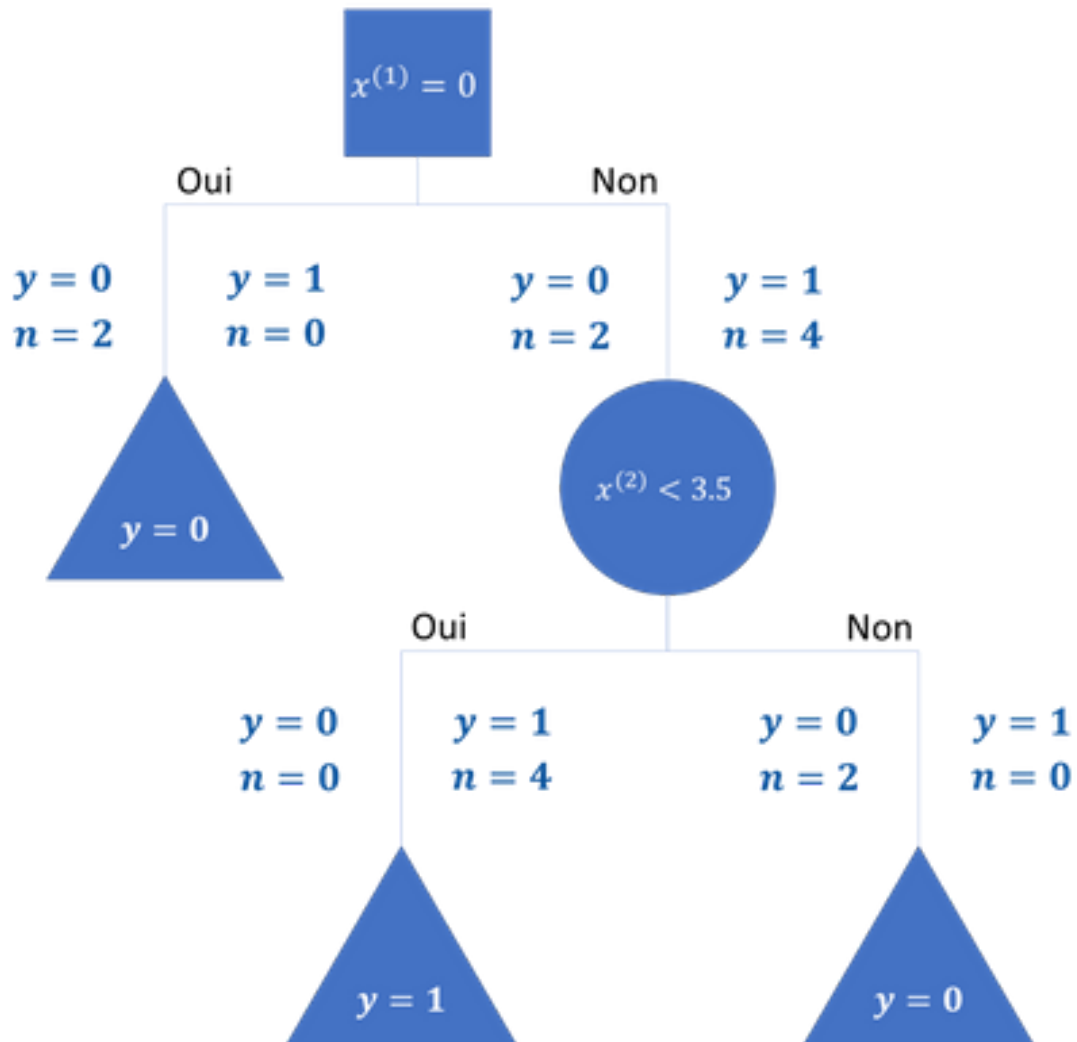 x^{(1)} = 0
Oui Non
y = 0 y = 1 y = 0 y = 1
n = 2 n = 0 n = 2 n = 4
x^{(2)} < 3.5
y = 0
Oui Non
y = 0 y = 1 y = 0 y = 1
n = 0 n = 4 n = 2 n = 0
y = 1 y = 0